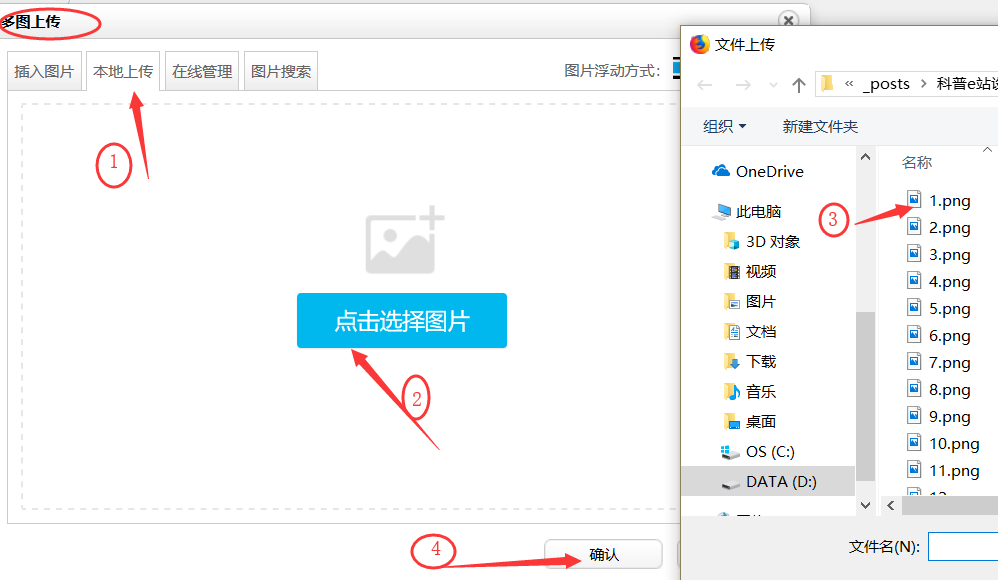 多图上传
插入图片 本地上传 在线管理 图片搜索 图片浮动方式:
1
点击选择图片
2
4 确认
文件上传
« _posts › 科普e站
组织 新建文件夹
OneDrive
此电脑
3D 对象
视频
图片
文档
下载
音乐
桌面
OS (C:)
DATA (D:)
名称
3
1.png
2.png
3.png
4.png
5.png
6.png
7.png
8.png
9.png
10.png
11.png
文件名(N):